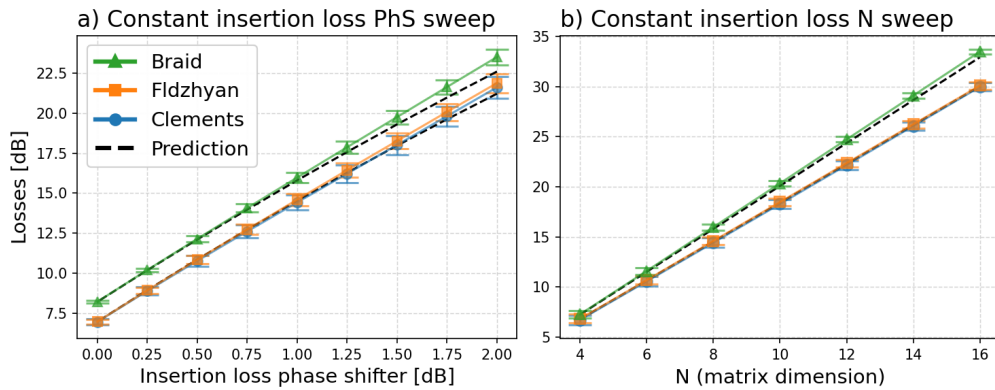 a) Constant insertion loss PhS sweep
Braid
Fldzhyan
Clements
Prediction
Losses [dB]
22.5
20.0
17.5
15.0
12.5
10.0
7.5
0.00 0.25 0.50 0.75 1.00 1.25 1.50 1.75 2.00
Insertion loss phase shifter [dB]
b) Constant insertion loss N sweep
35
30
25
20
15
10
5
4 6 8 10 12 14 16
N (matrix dimension)